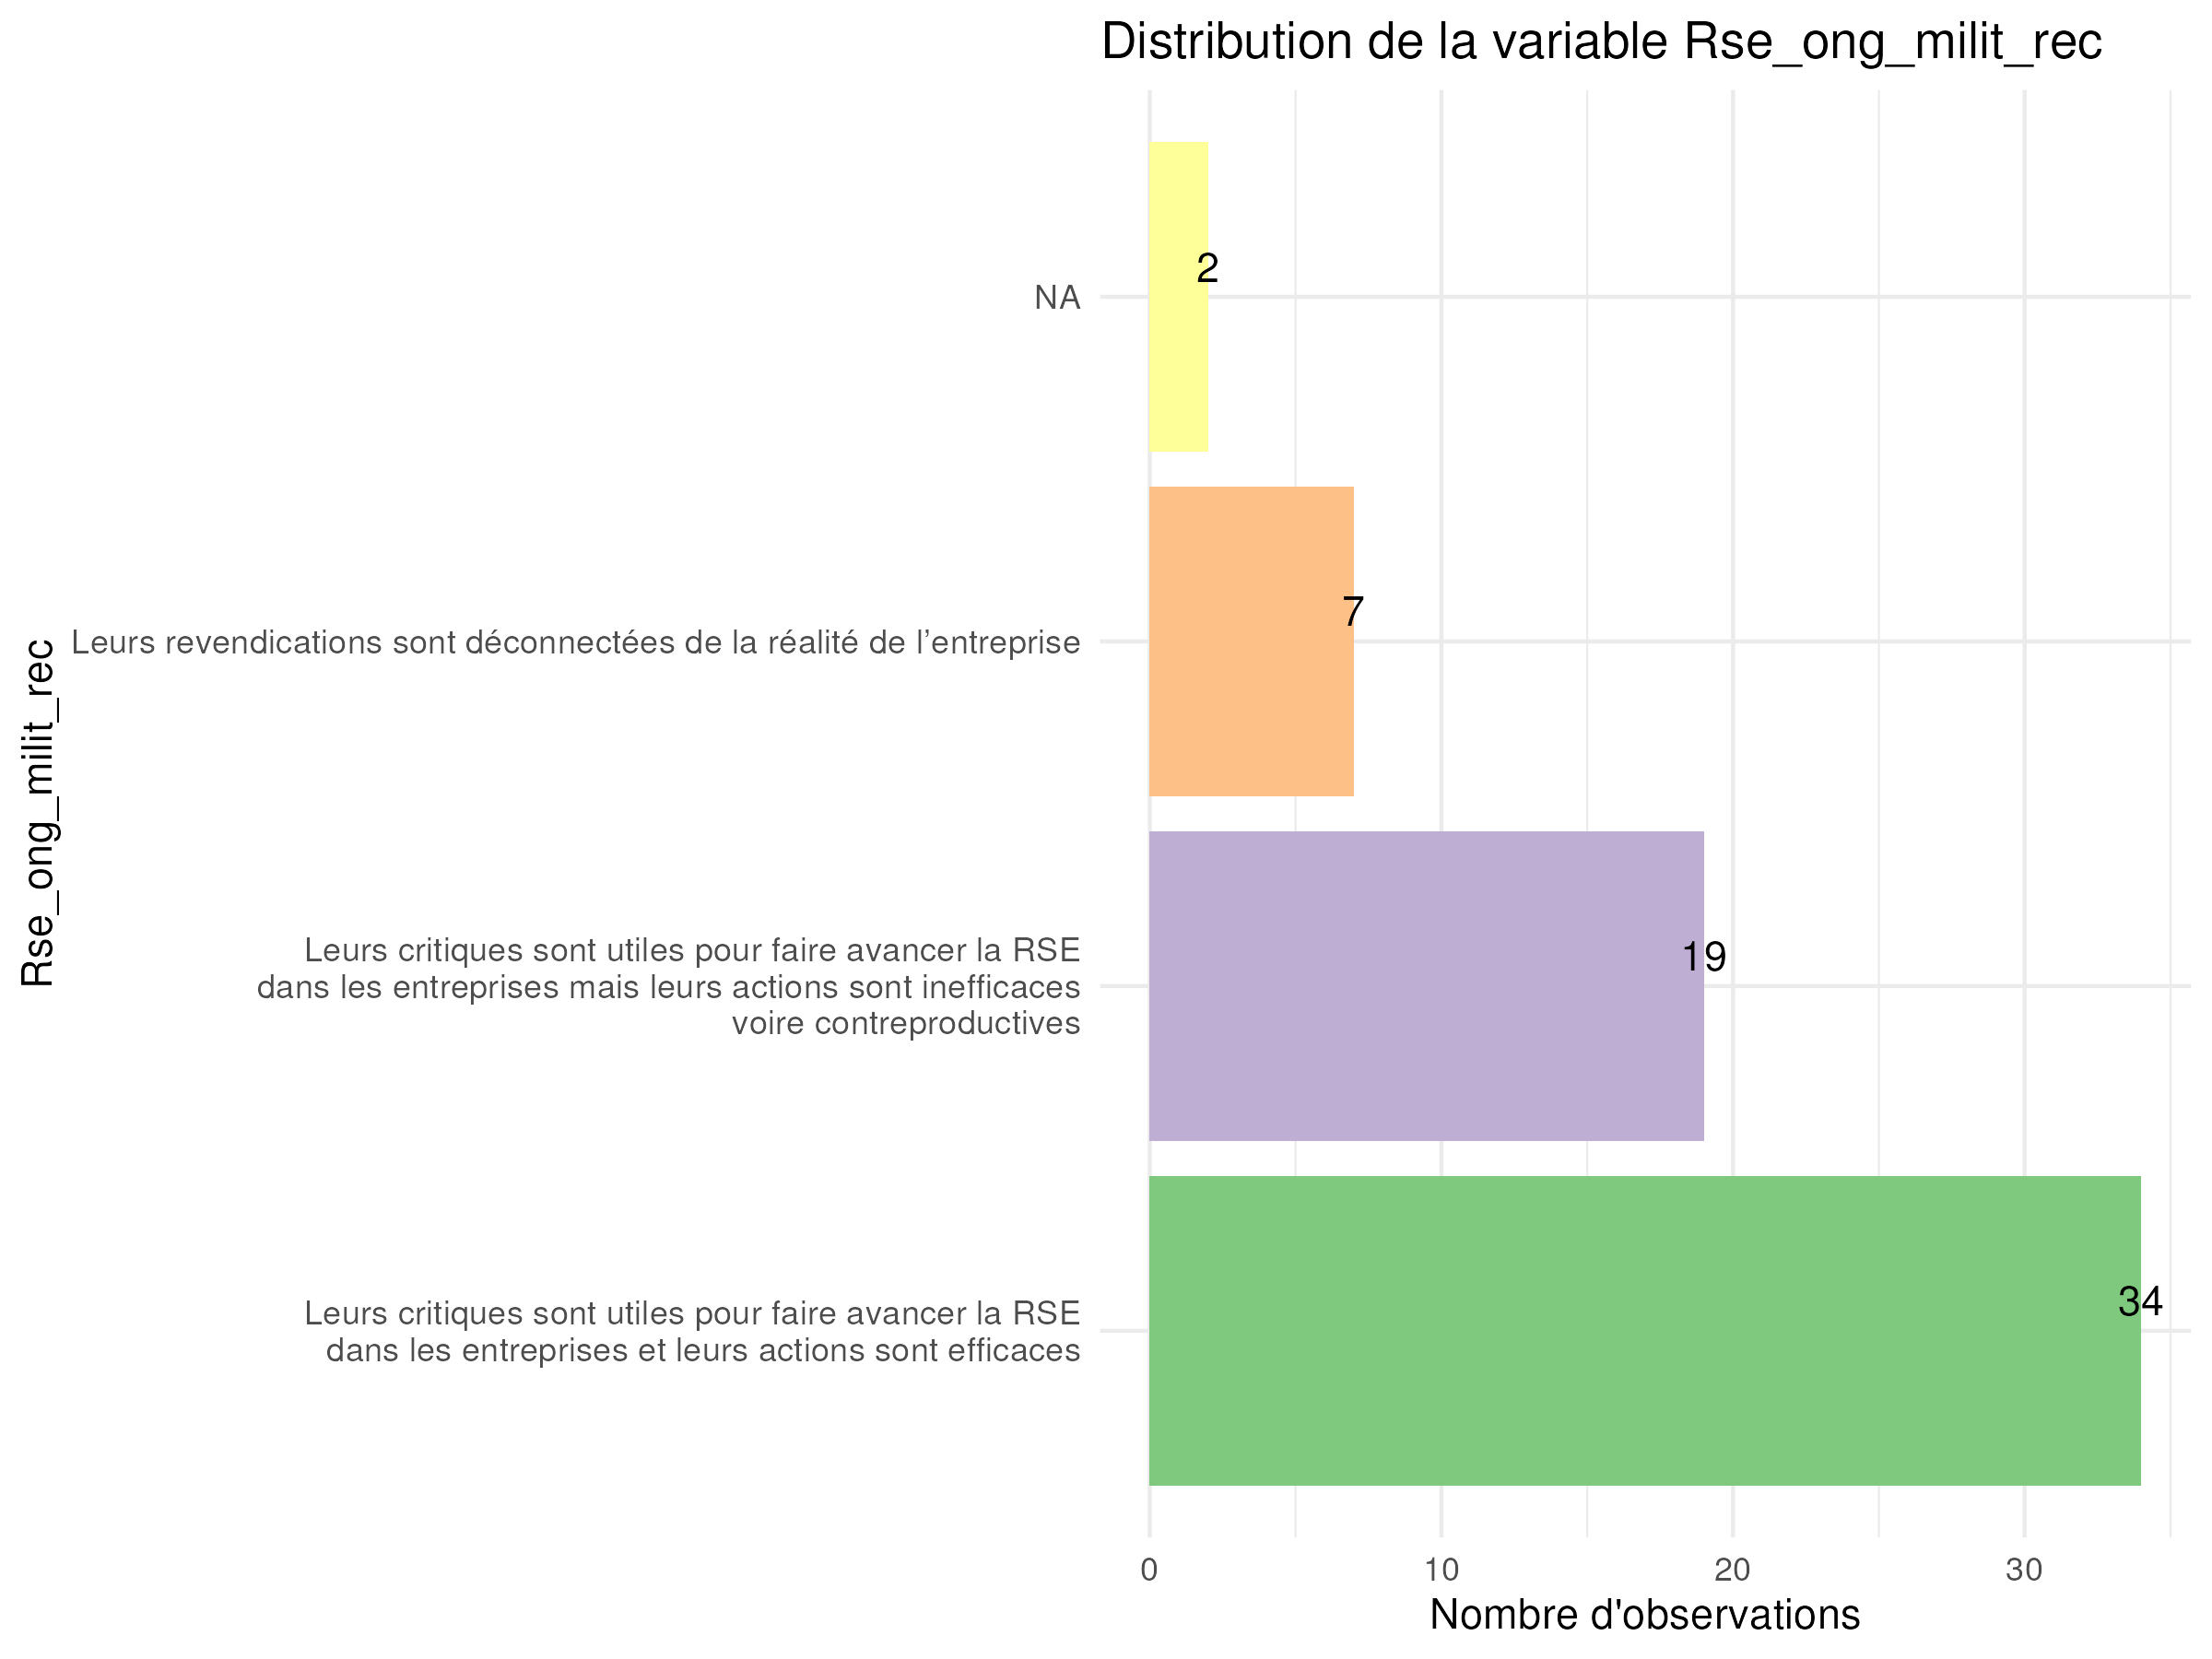 Distribution de la variable Rse_ong_milit_rec
Rse_ong_milit_rec
NA
2
Leurs revendications sont déconnectées de la réalité de l’entreprise
7
Leurs critiques sont utiles pour faire avancer la RSE
dans les entreprises mais leurs actions sont inefficaces
voire contreproductives
19
Leurs critiques sont utiles pour faire avancer la RSE
dans les entreprises et leurs actions sont efficaces
34
0 10 20 30
Nombre d'observations